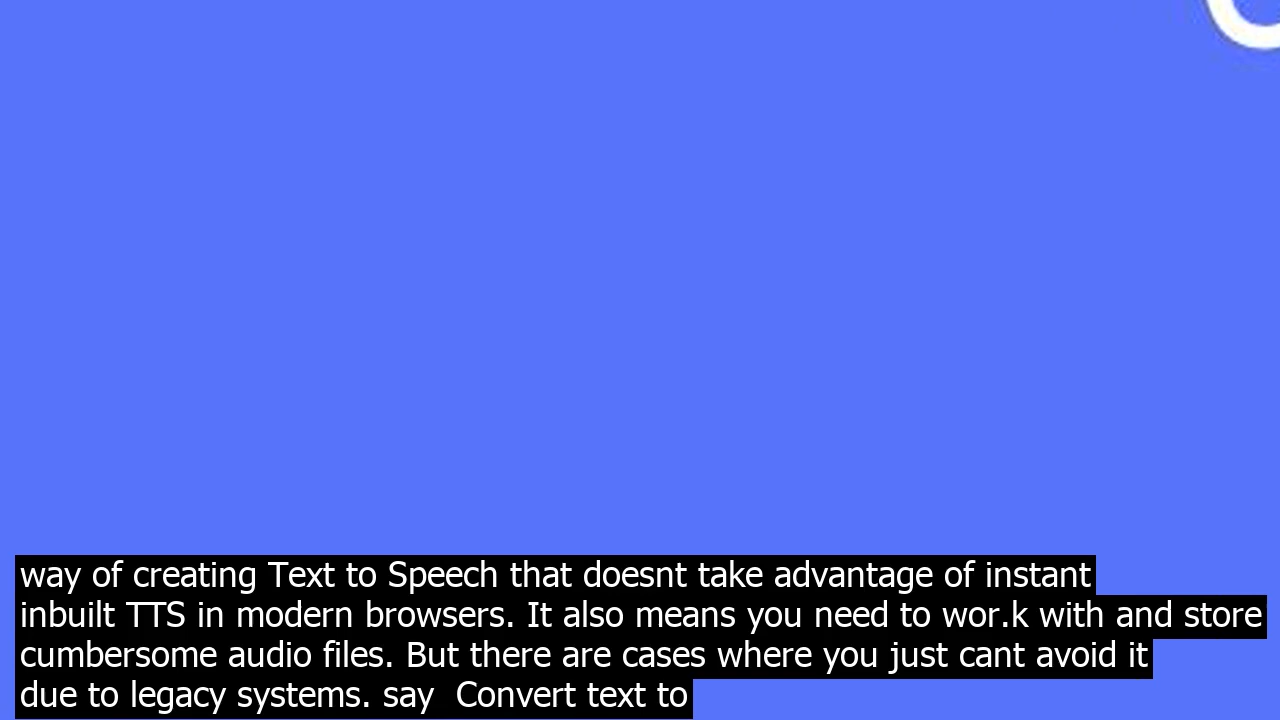 way of creating Text to Speech that doesnt take advantage of instant
inbuilt TTS in modern browsers. It also means you need to wor.k with and store
cumbersome audio files. But there are cases where you just cant avoid it
due to legacy systems. say  Convert text to